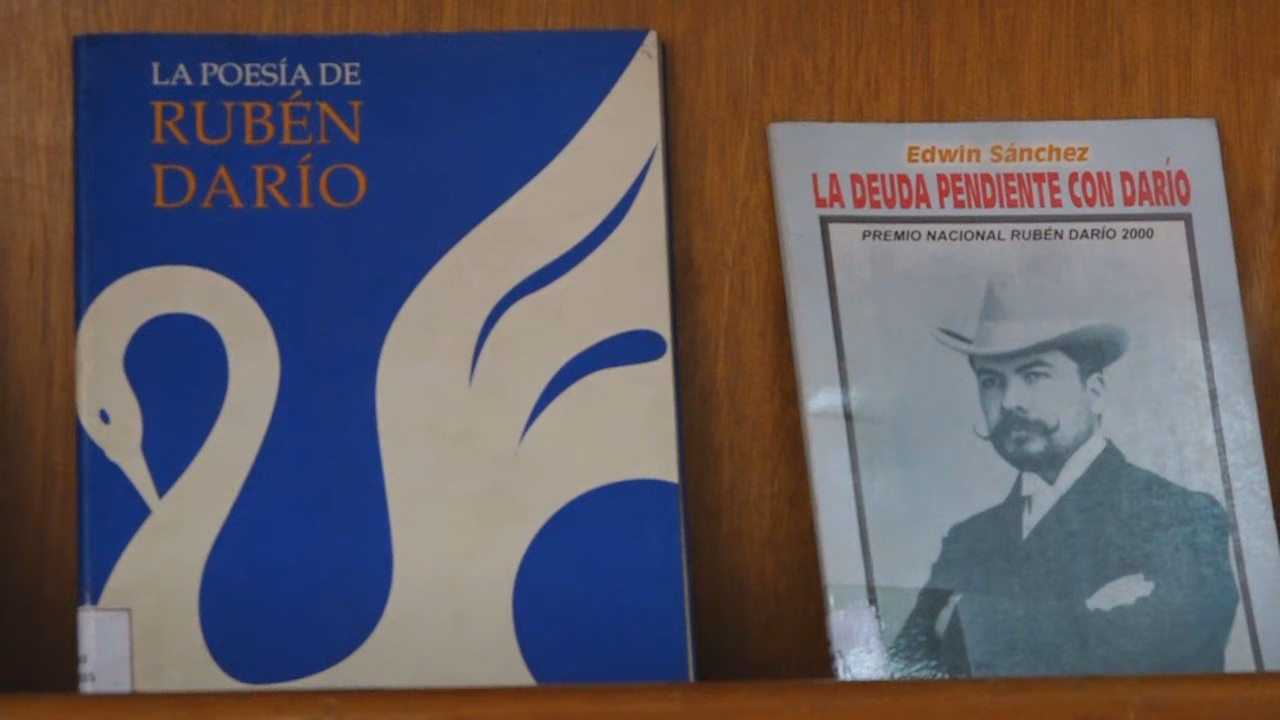 LA POESÍA DE
RUBÉN
DARÍO
Edwin Sánchez
LA DEUDA PENDIENTE CON DARÍO
PREMIO NACIONAL RUBÉN DARÍO 2000